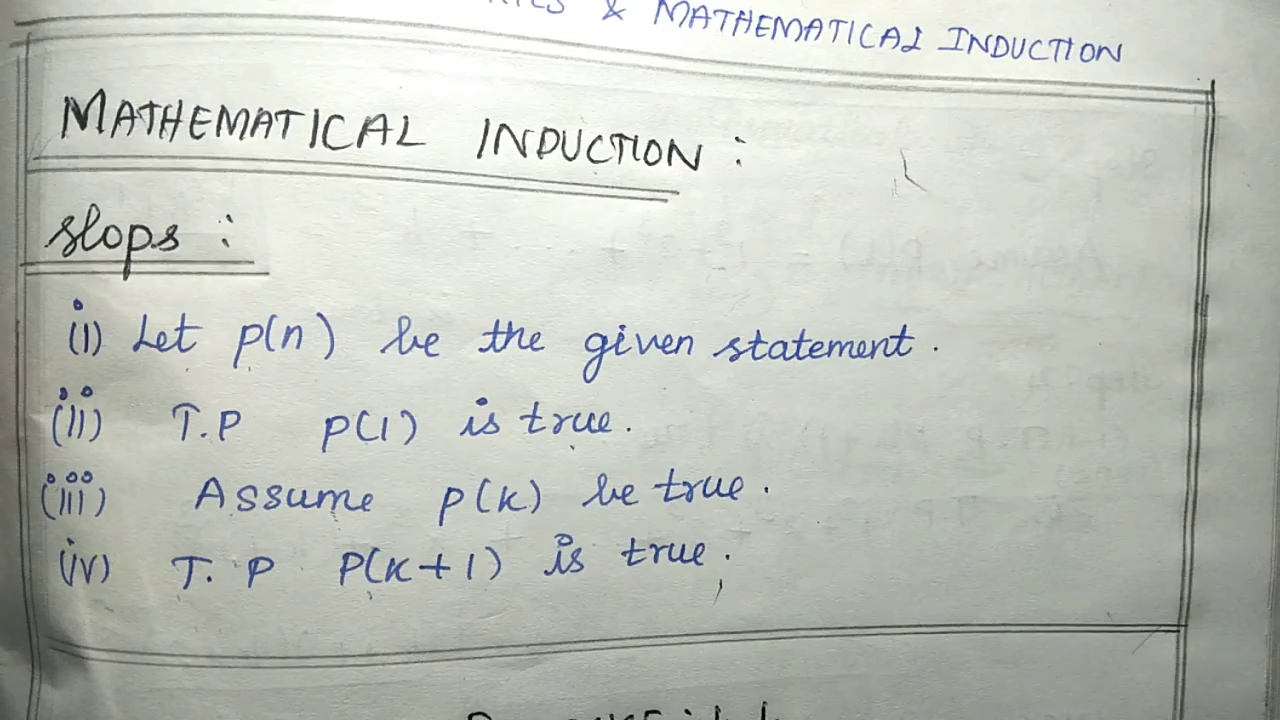 & MATHEMATICAL INDUCTION
MATHEMATICAL INDUCTION :
slops :
(i) Let p(n) be the given statement.
(ii) T.P p(1) is true.
(iii) Assume p(k) be true.
(iv) T.P P(k+1) is true.